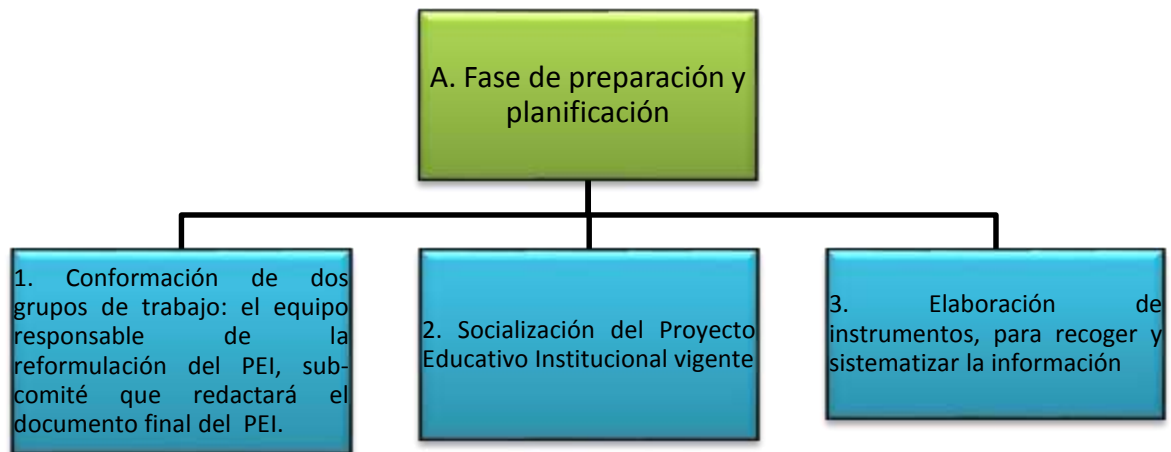 A. Fase de preparación y
planificación
1. Conformación de dos
grupos de trabajo: el equipo
responsable de la
reformulación del PEI, sub-
comité que redactará el
documento final del PEI.
2. Socialización del Proyecto
Educativo Institucional vigente
3. Elaboración de
instrumentos, para recoger y
sistematizar la información